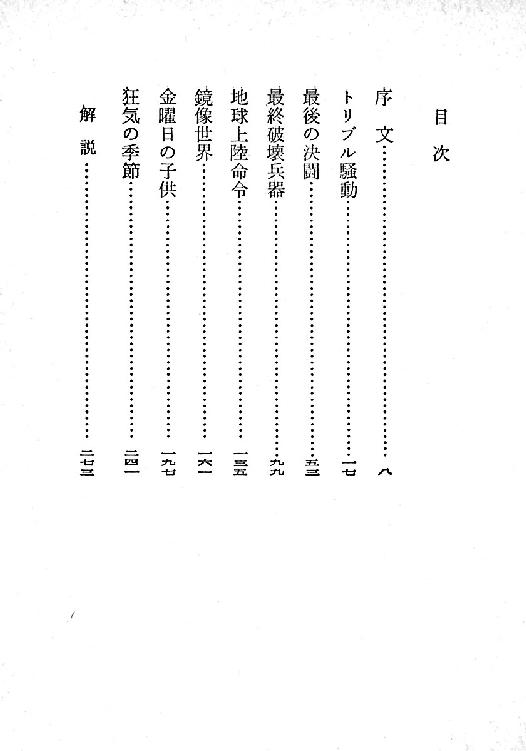 目次
序文……八
トリブル騒動……一七
最後の決闘……五三
最終破壊兵器……九九
地球上陸命令……一三五
鏡像世界……一六一
金曜日の子供……一九七
狂気の季節……二四一
解説……二七三